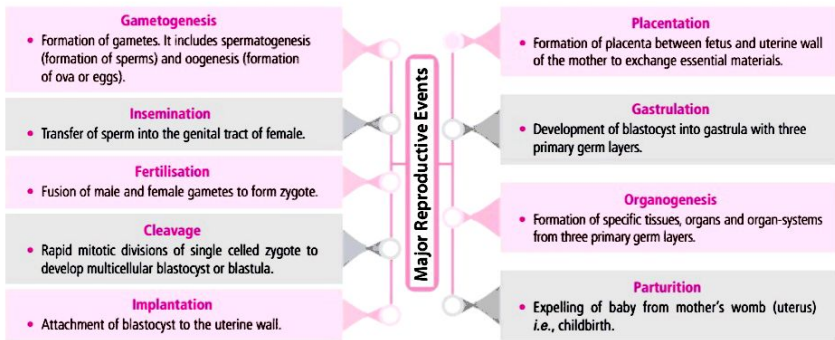 Gametogenesis
• Formation of gametes. It includes spermatogenesis
(formation of sperms) and oogenesis (formation
of ova or eggs).
Insemination
• Transfer of sperm into the genital tract of female.
Fertilisation
• Fusion of male and female gametes to form zygote.
Cleavage
• Rapid mitotic divisions of single celled zygote to
develop multicellular blastocyst or blastula.
Implantation
• Attachment of blastocyst to the uterine wall.
Major Reproductive Events
Placentation
• Formation of placenta between fetus and uterine wall
of the mother to exchange essential materials.
Gastrulation
• Development of blastocyst into gastrula with three
primary germ layers.
Organogenesis
• Formation of specific tissues, organs and organ-systems
from three primary germ layers.
Parturition
• Expelling of baby from mother's womb (uterus)
i.e., childbirth.